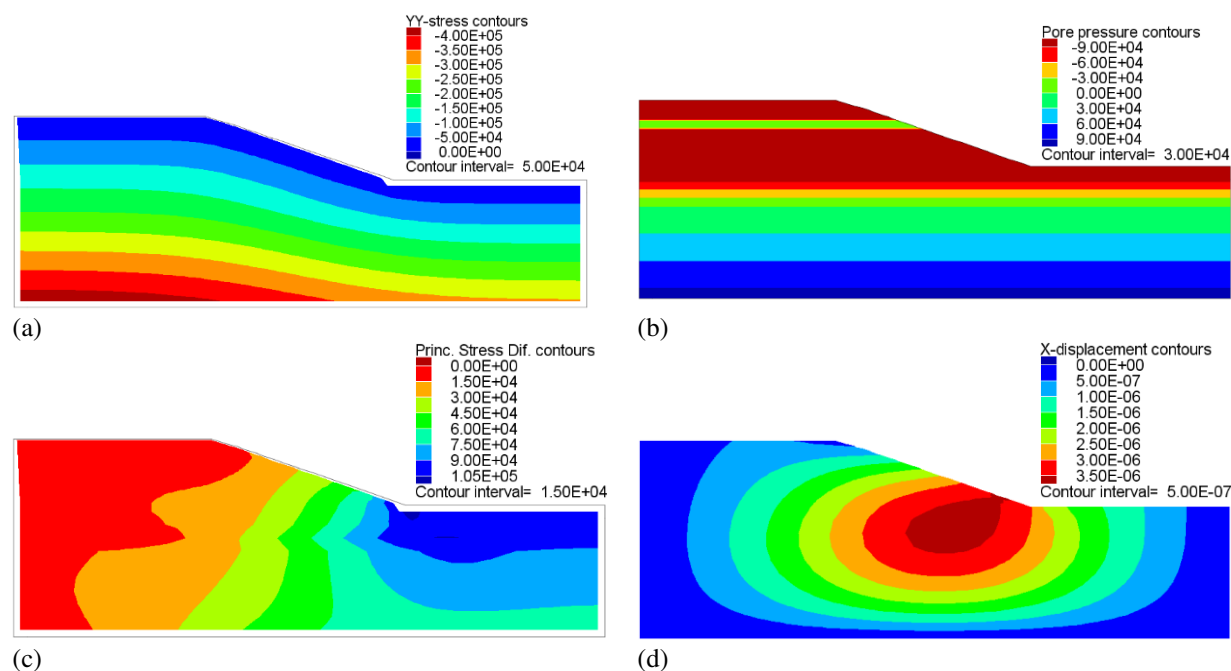 YY-stress contours
-4.00E+05
-3.50E+05
-3.00E+05
-2.50E+05
-2.00E+05
-1.50E+05
-1.00E+05
-5.00E+04
0.00E+00
Contour interval= 5.00E+04
(a)
Pore pressure contours
-9.00E+04
-6.00E+04
-3.00E+04
0.00E+00
3.00E+04
6.00E+04
9.00E+04
Contour interval= 3.00E+04
(b)
Princ. Stress Dif. contours
0.00E+00
1.50E+04
3.00E+04
4.50E+04
6.00E+04
7.50E+04
9.00E+04
1.05E+05
Contour interval= 1.50E+04
(c)
X-displacement contours
0.00E+00
5.00E-07
1.00E-06
1.50E-06
2.00E-06
2.50E-06
3.00E-06
3.50E-06
Contour interval= 5.00E-07
(d)